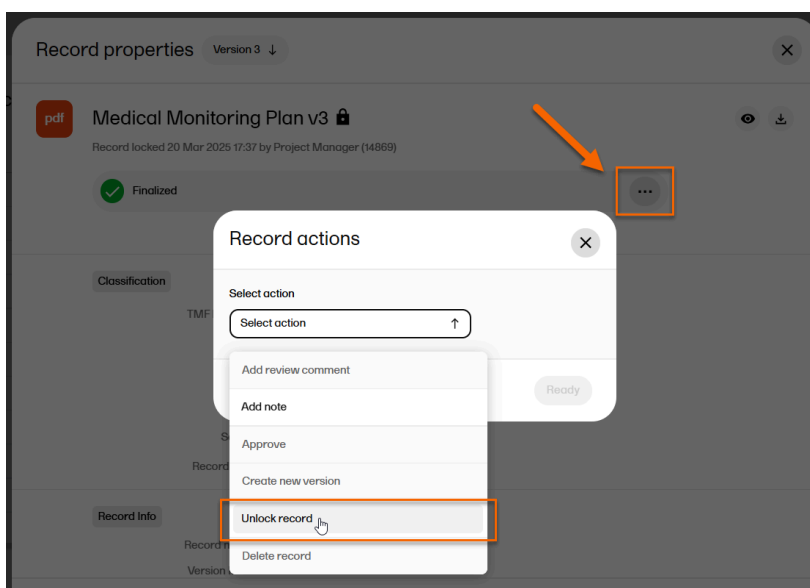 Record properties Version 3 ↓
pdf
Medical Monitoring Plan v3
Record locked 20 Mar 2025 17:37 by Project Manager (14869)
Finalized
Record actions
Classification
Select action
TMF
Select action
Add review comment
Ready
Add note
Approve
Record
Create new version
Record Info
Unlock record
Record
Delete record
Version